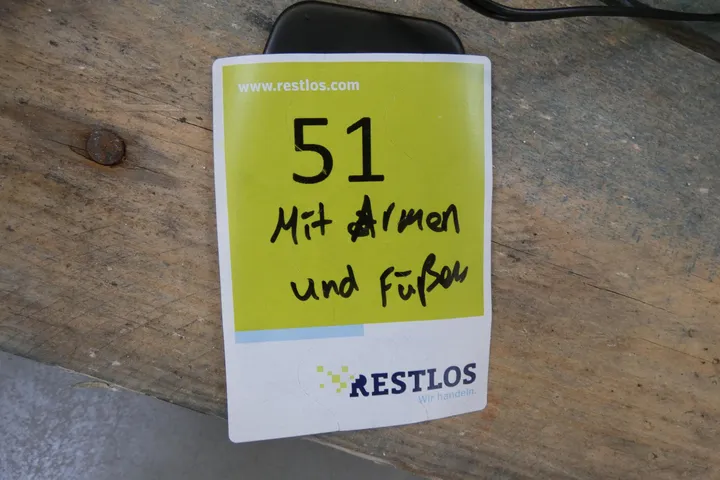 www.restlos.com
51
Mit Armen
und Füßen
RESTLOS
Wir handeln.